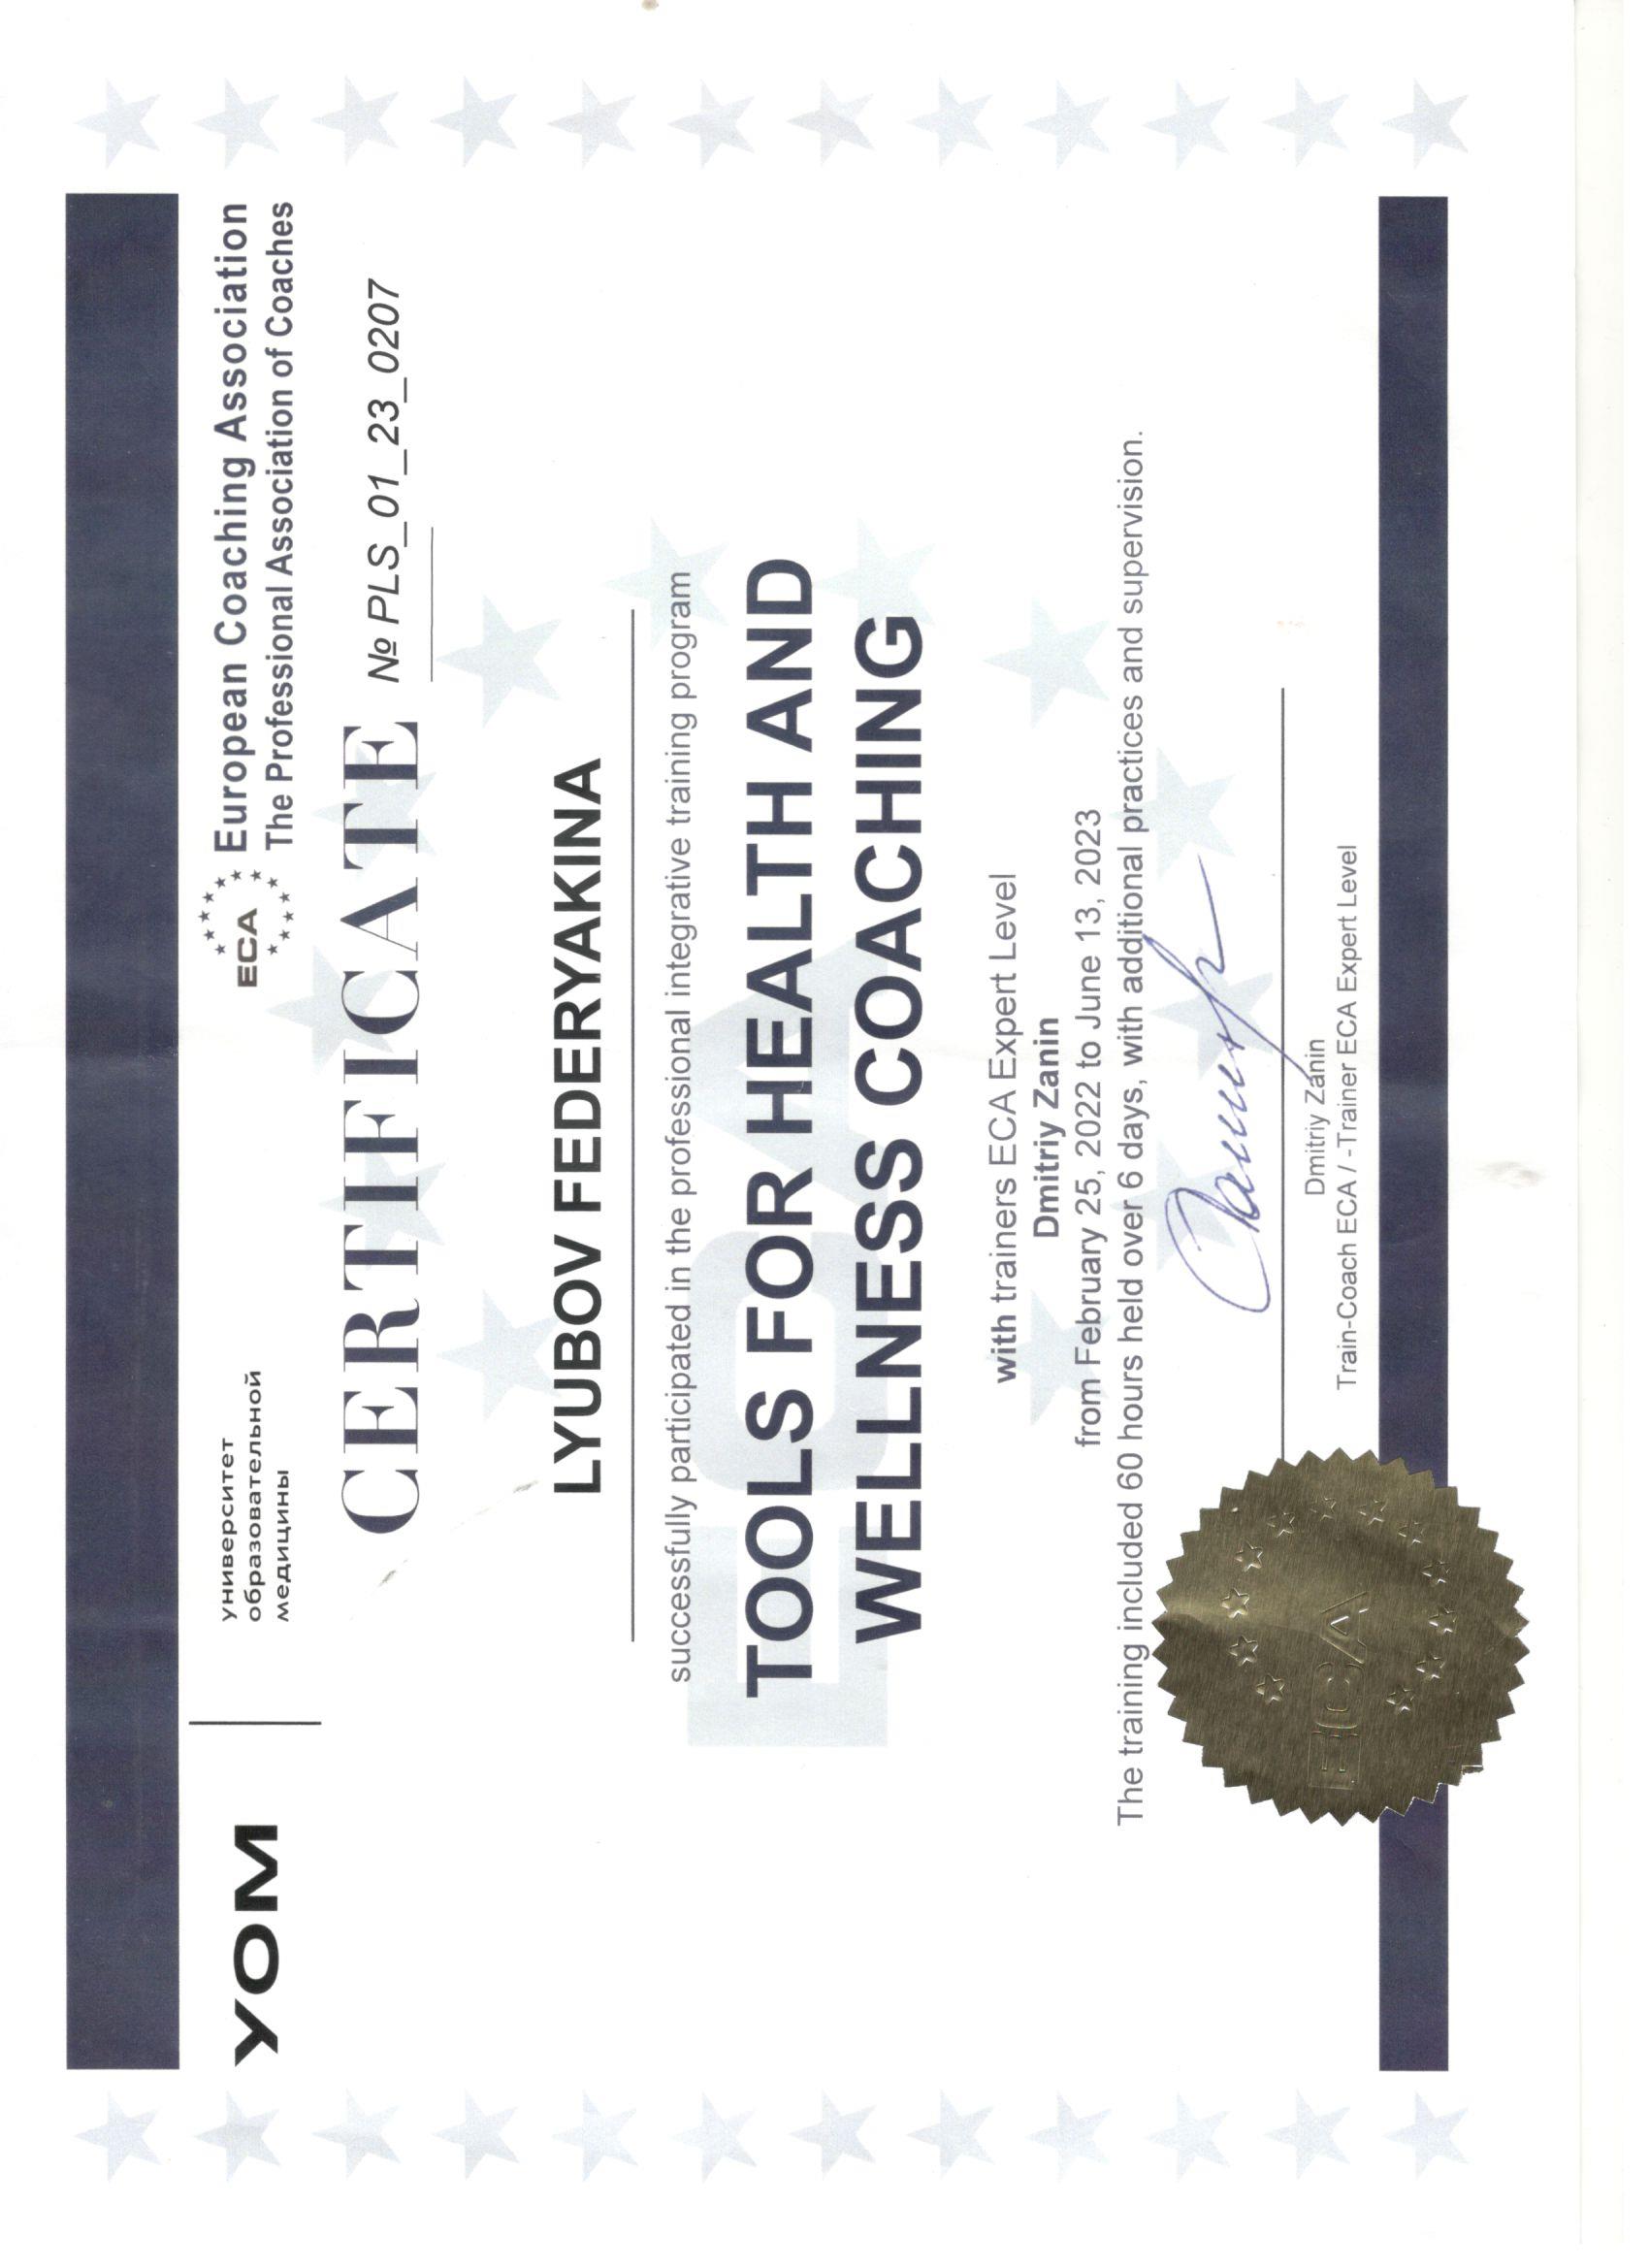 УОМ
университет
образовательной
медицины
ECA
European Coaching Association
The Professional Association of Coaches
CERTIFICATE № PLS_01_23_0207
LYUBOV FEDERYAKINA
successfully participated in the professional integrative training program
ECA
TOOLS FOR HEALTH AND
WELLNESS COACHING
with trainers ECA Expert Level
Dmitriy Zanin
from February 25, 2022 to June 13, 2023
The training included 60 hours held over 6 days, with additional practices and supervision.
Dmitriy Zanin
Train-Coach ECA / -Trainer ECA Expert Level
ECA